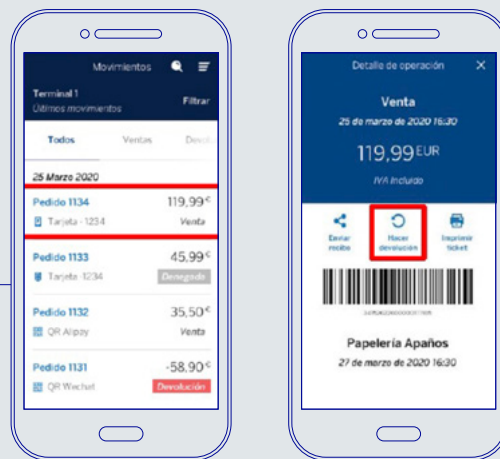 Movimientos
Terminal 1
Últimos movimientos
Filtrar
Todos Ventas Devol
25 Marzo 2020
Pedido 1134 119,99€
Tarjeta - 1234 Venta
Pedido 1133 45,99€
Tarjeta -1234 Denegada
Pedido 1132 35,50€
QR Alipay Venta
Pedido 1131 -58,90€
QR Wechat Devolución
Detalle de operación X
Venta
25 de marzo de 2020 16:30
119,99 EUR
IVA Incluido
Enviar recibo
Hacer devolución
Imprimir ticket
Papelería Apaños
27 de marzo de 2020 16:30